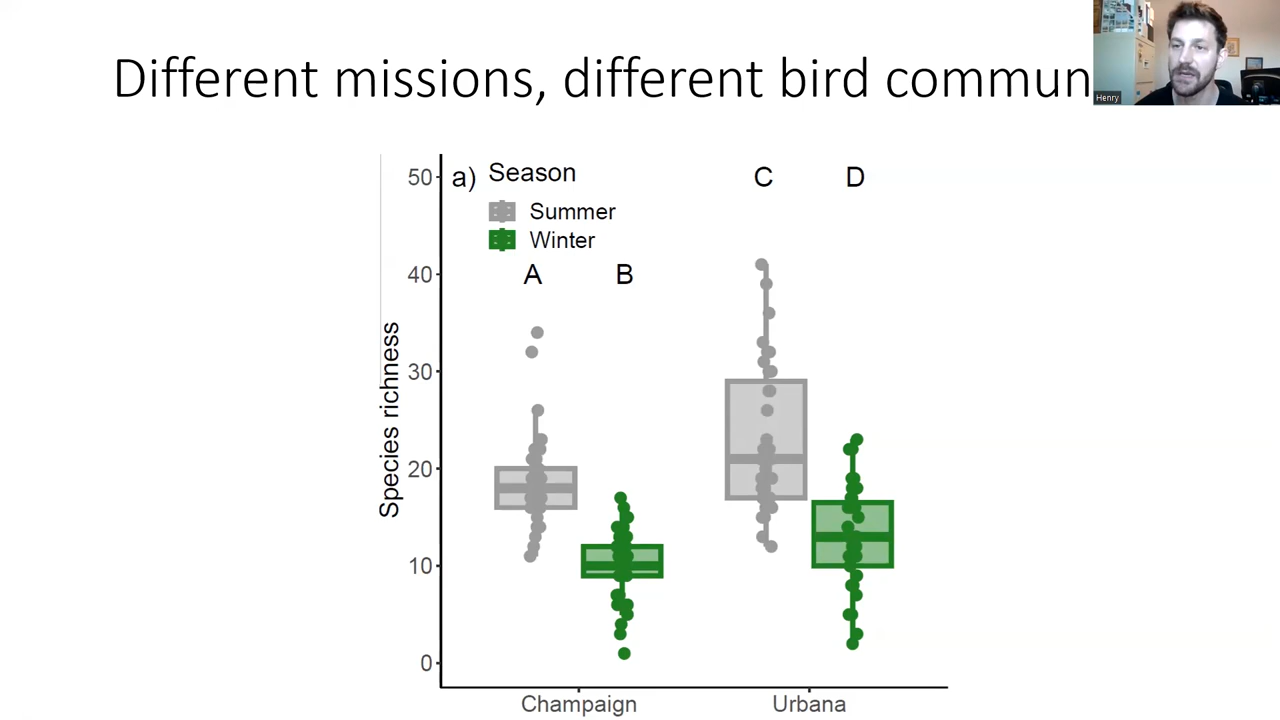 Different missions, different bird commun
Henry
a) Season
Summer
Winter
A B C D
Species richness
50
40
30
20
10
0
Champaign Urbana